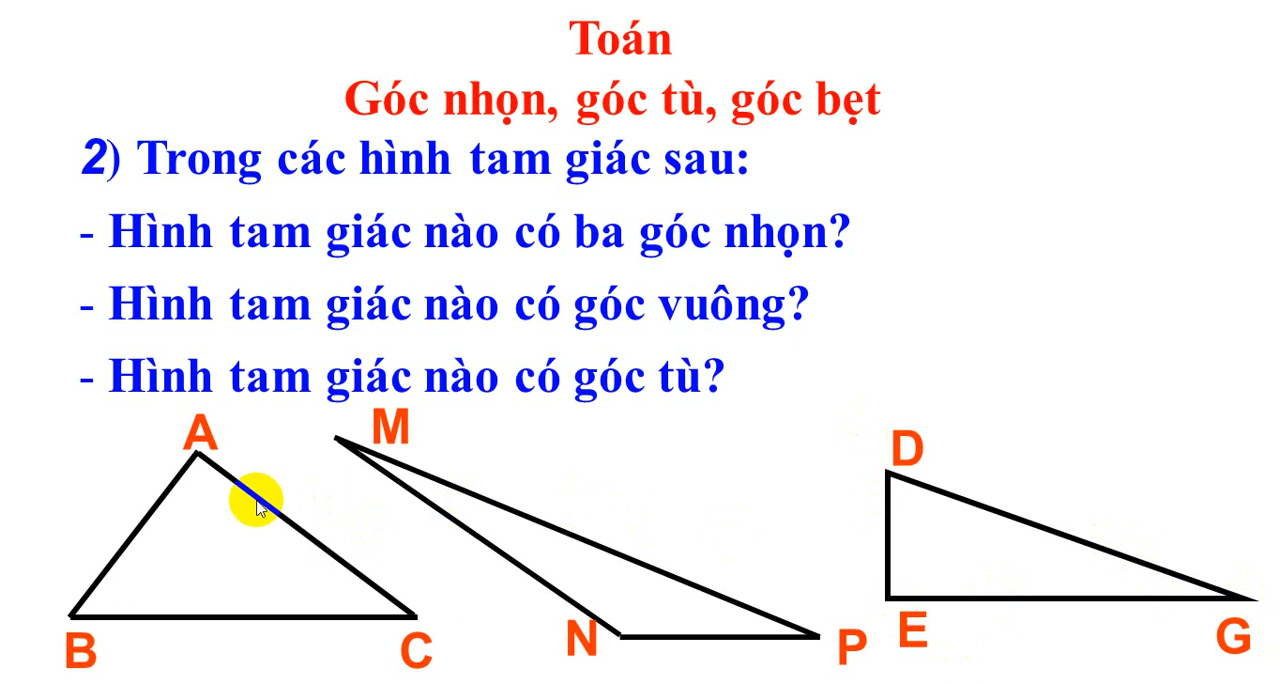 Toán
Góc nhọn, góc tù, góc bẹt
2) Trong các hình tam giác sau:
- Hình tam giác nào có ba góc nhọn?
- Hình tam giác nào có góc vuông?
- Hình tam giác nào có góc tù?
A
B
C
M
N
P
D
E
G